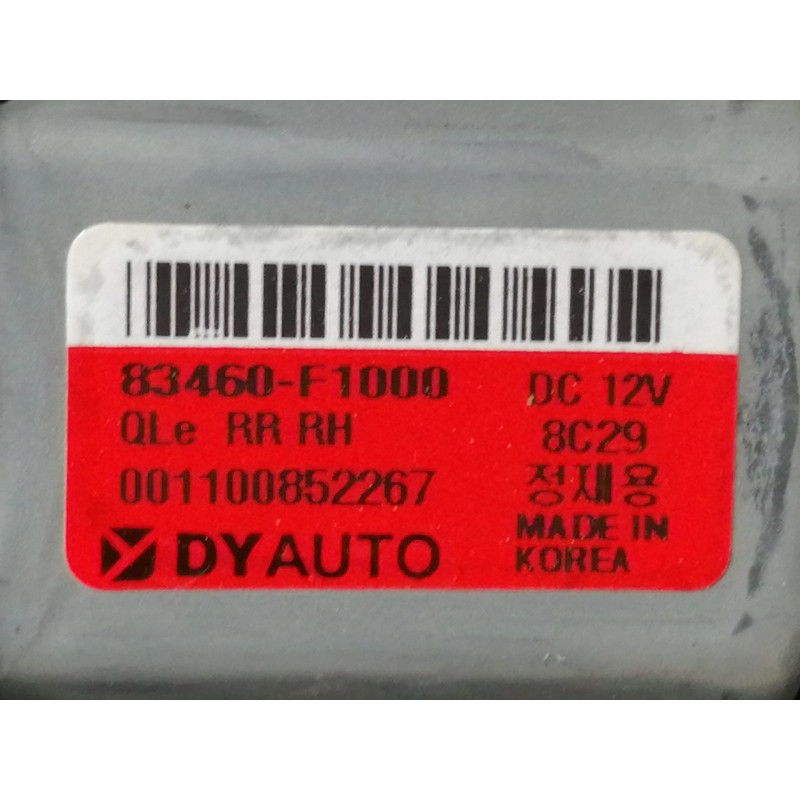 83460-F1000 DC 12V
QLe RR RH 8C29
001100852267 정재용
DYAUTO MADE IN
KOREA